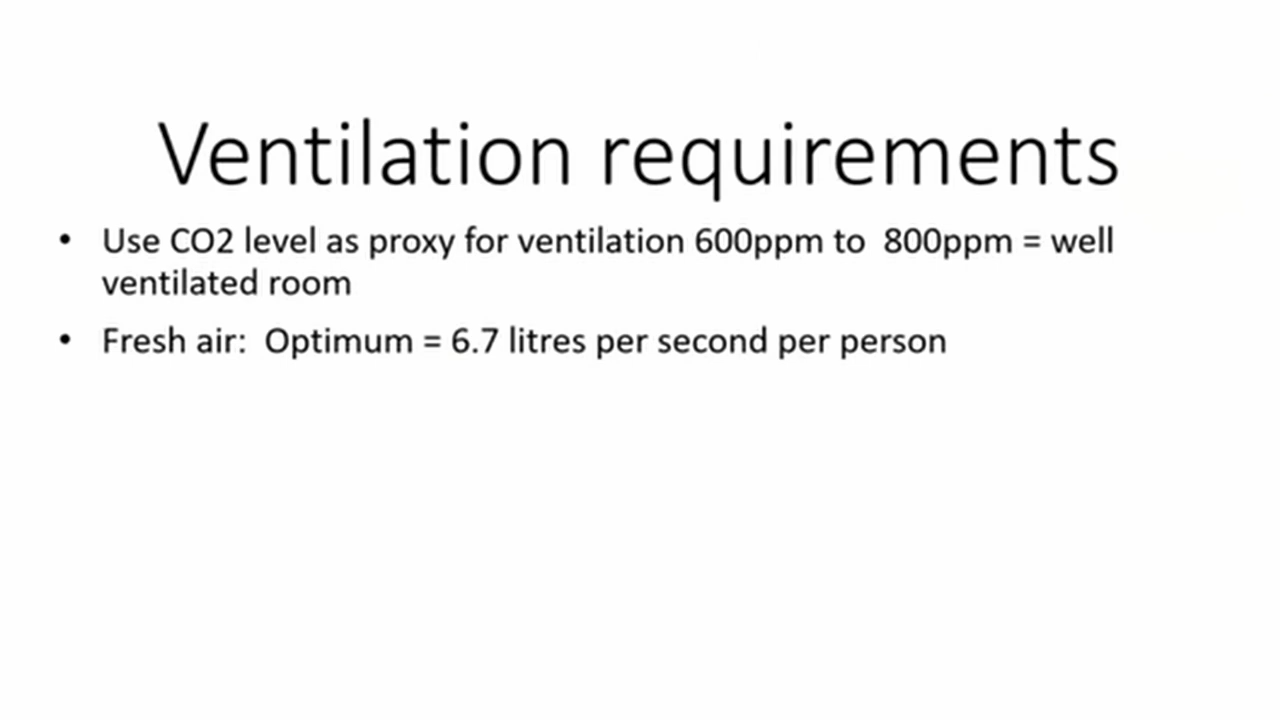 Ventilation requirements
• Use CO2 level as proxy for ventilation 600ppm to  800ppm = well
ventilated room
• Fresh air:  Optimum = 6.7 litres per second per person